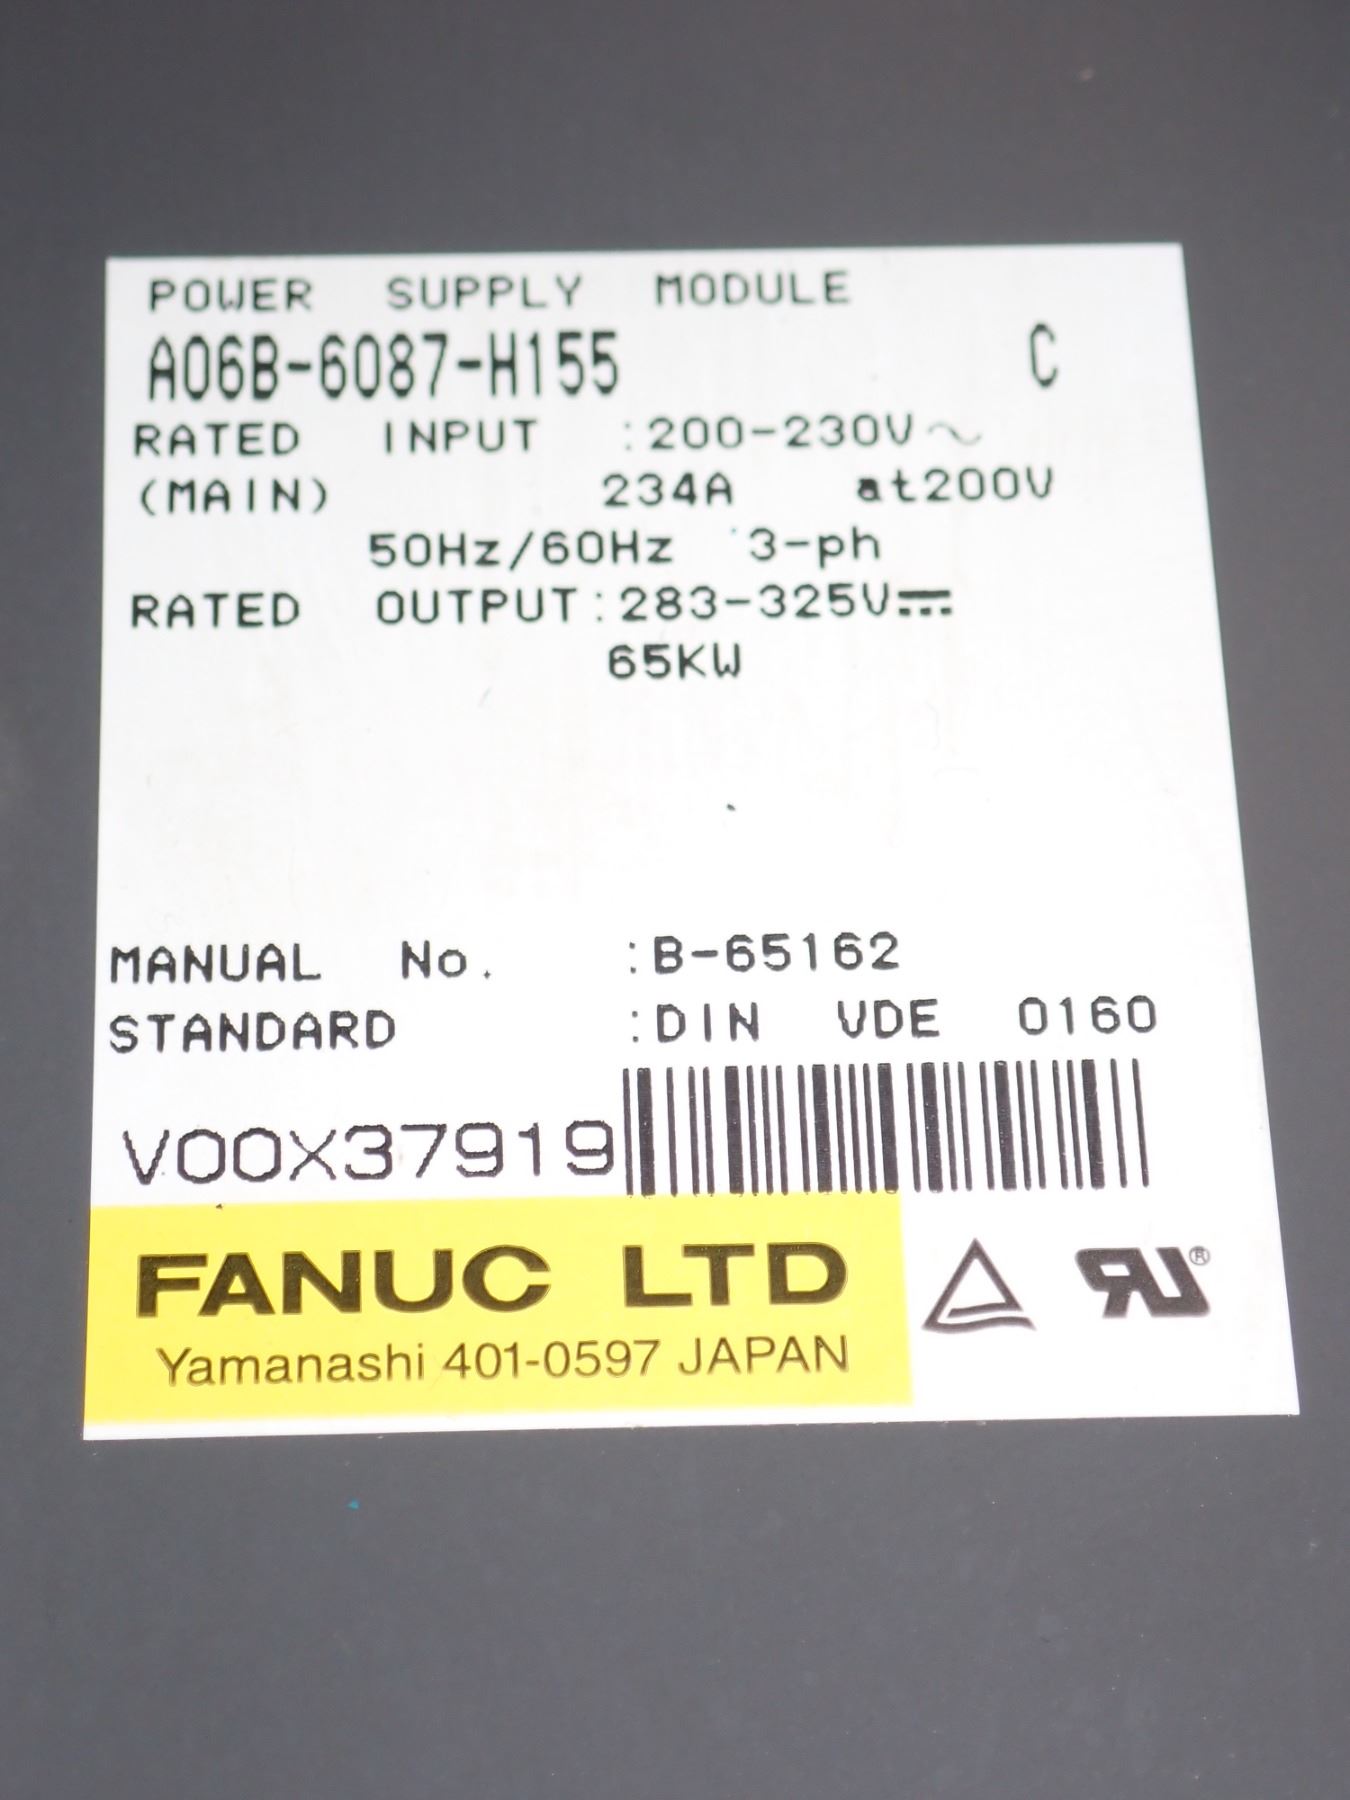 POWER SUPPLY MODULE
A06B-6087-H155 C
RATED INPUT :200-230V~
(MAIN) 234A at200V
50Hz/60Hz 3-ph
RATED OUTPUT:283-325V⎓
65KW
MANUAL No. :B-65162
STANDARD :DIN VDE 0160
V00X37919
FANUC LTD
Yamanashi 401-0597 JAPAN
RU®